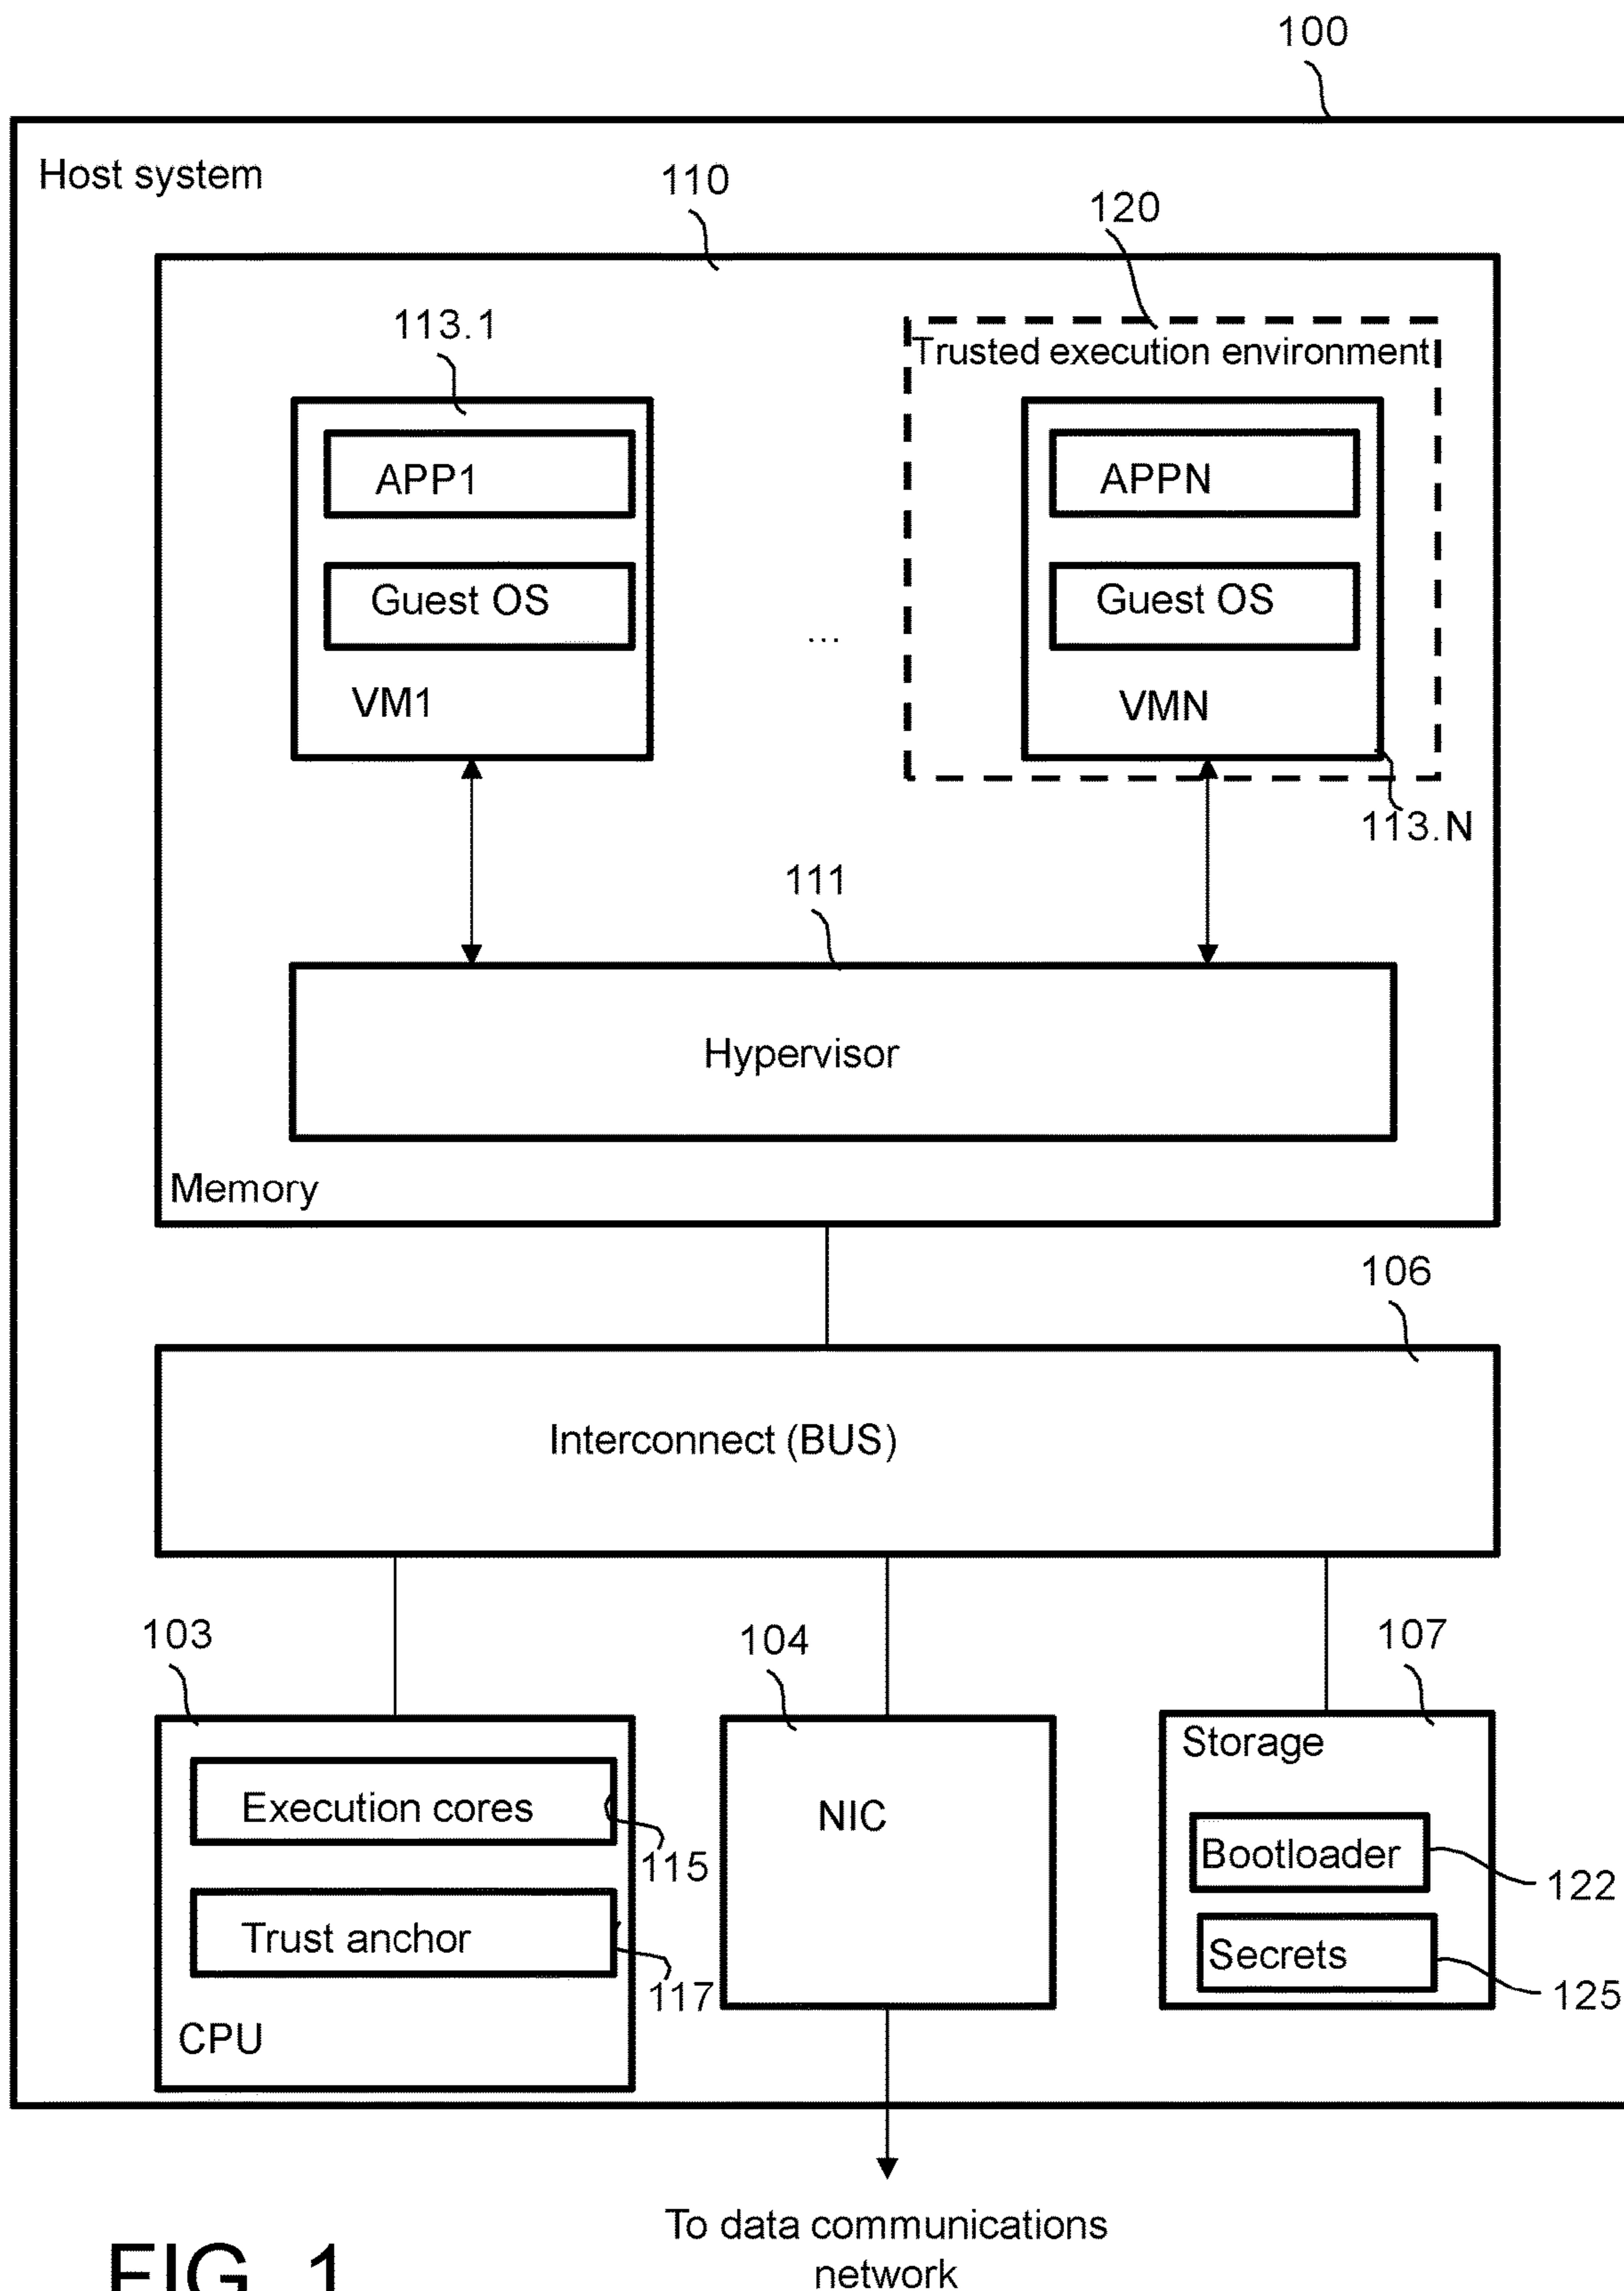 100
Host system
110
120
113.1
Trusted execution environment
APP1
APPN
Guest OS
Guest OS
...
VM1
VMN
113.N
111
Hypervisor
Memory
106
Interconnect (BUS)
103
104
107
Storage
Execution cores
NIC
115
Bootloader
122
Trust anchor
Secrets
117
125
CPU
To data communications
network
FIG. 1